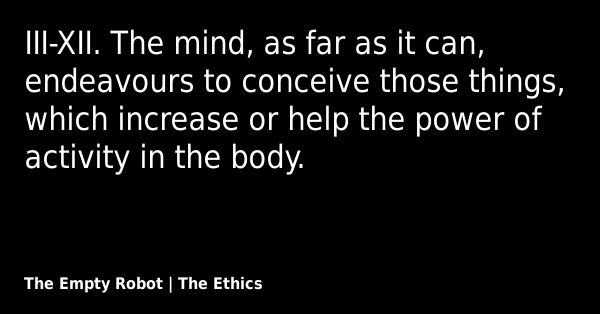 III-XII. The mind, as far as it can,
endeavours to conceive those things,
which increase or help the power of
activity in the body.
The Empty Robot | The Ethics